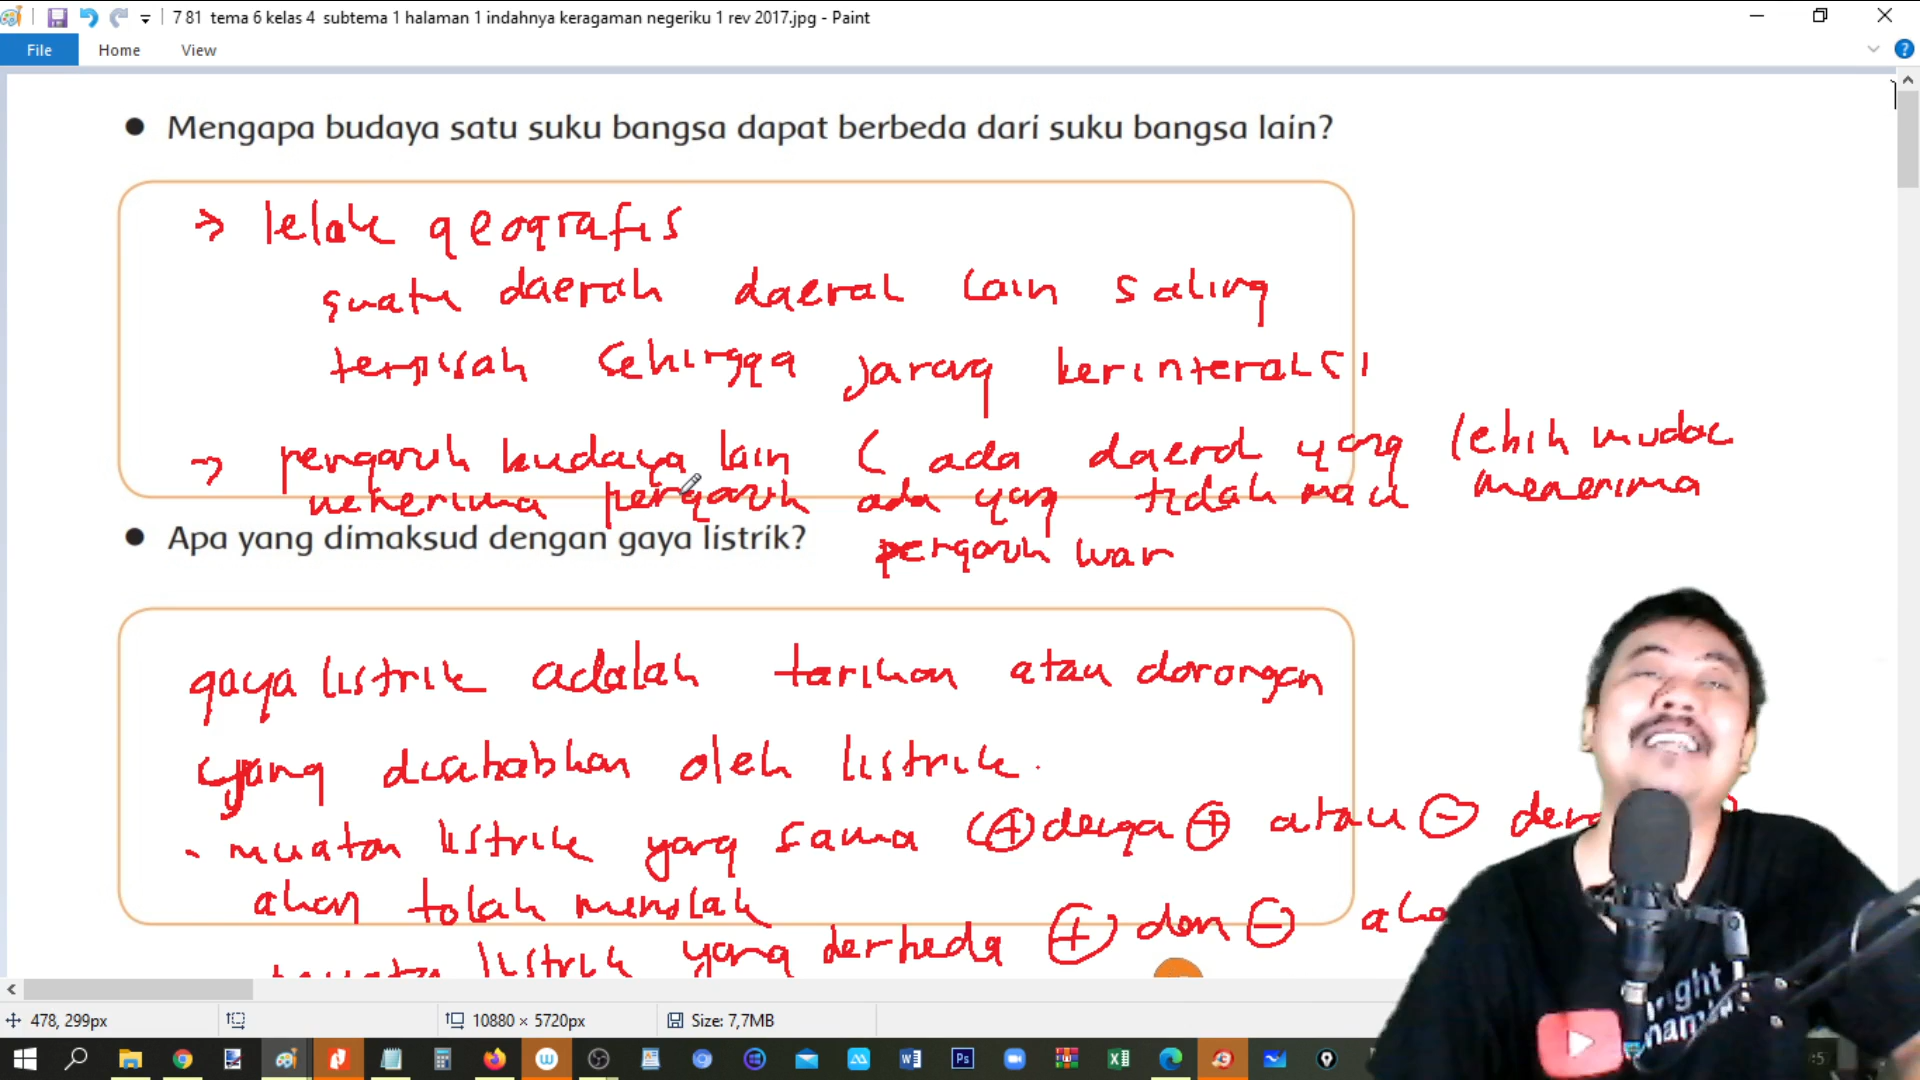 7 81 tema 6 kelas 4 subtema 1 halaman 1 indahnya keragaman negeriku 1 rev 2017.jpg - Paint
File Home View
● Mengapa budaya satu suku bangsa dapat berbeda dari suku bangsa lain?
→ letak geografis
suatu daerah daerah lain saling
terpisah sehingga jarang berinteraksi
→ pengaruh budaya lain ( ada daerah yang lebih mudah
menerima pengaruh ada yang tidak mau menerima
pengaruh luar
● Apa yang dimaksud dengan gaya listrik?
gaya listrik adalah tarikan atau dorongan
yang disebabkan oleh listrik.
- muatan listrik yang sama (+) denga (+) atau (-)
akan tolak menolak
muatan listrik yang berbeda (+) dan (-)
478, 299px
10880 × 5720px
Size: 7,7MB